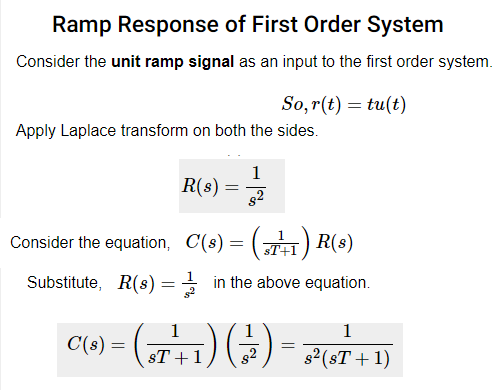 Ramp Response of First Order System
Consider the unit ramp signal as an input to the first order system.
So, r(t) = tu(t)
Apply Laplace transform on both the sides.
R(s) = 1/s²
Consider the equation, C(s) = (1/(sT+1)) R(s)
Substitute, R(s) = 1/s² in the above equation.
C(s) = (1/(sT + 1)) (1/s²) = 1/(s²(sT + 1))